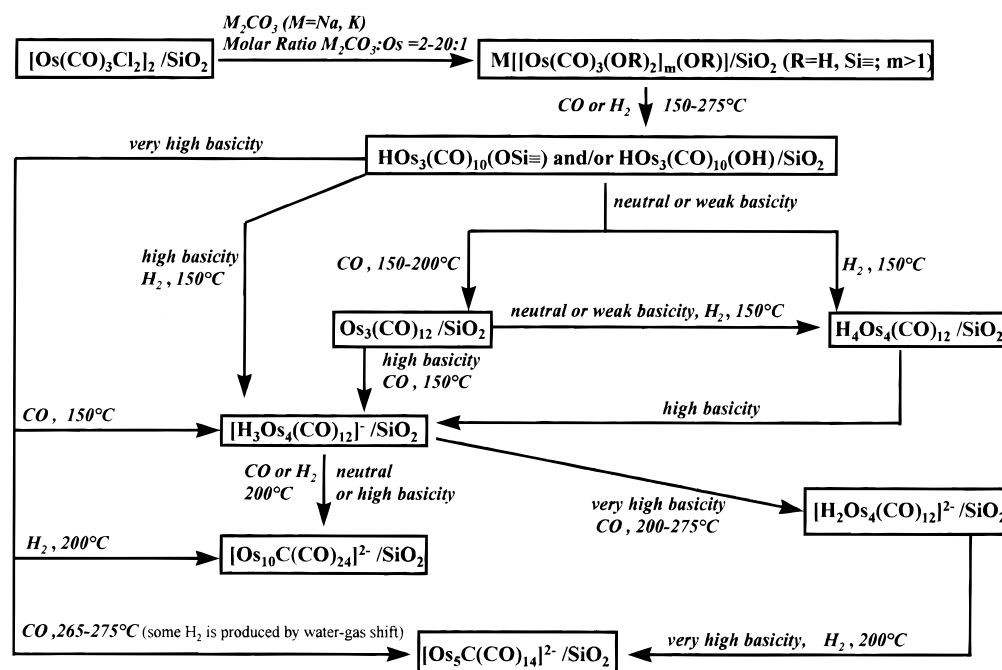 M₂CO₃ (M=Na, K)
Molar Ratio M₂CO₃:Os =2-20:1
[Os(CO)₃Cl₂]₂ /SiO₂
M[[Os(CO)₃(OR)₂]ₘ(OR)]/SiO₂ (R=H, Si≡; m>1)
CO or H₂
150-275°C
very high basicity
HOs₃(CO)₁₀(OSi≡) and/or HOs₃(CO)₁₀(OH) /SiO₂
neutral or weak basicity
high basicity
H₂ , 150°C
CO , 150-200°C
H₂ , 150°C
Os₃(CO)₁₂ /SiO₂
neutral or weak basicity, H₂ , 150°C
H₄Os₄(CO)₁₂ /SiO₂
high basicity
CO , 150°C
high basicity
CO, 150°C
[H₃Os₄(CO)₁₂]⁻ /SiO₂
CO or H₂
200°C
neutral
or high basicity
very high basicity
CO , 200-275°C
[H₂Os₄(CO)₁₂]²⁻ /SiO₂
H₂ , 200°C
[Os₁₀C(CO)₂₄]²⁻ /SiO₂
CO ,265-275°C (some H₂ is produced by water-gas shift)
[Os₅C(CO)₁₄]²⁻ /SiO₂
very high basicity, H₂ , 200°C